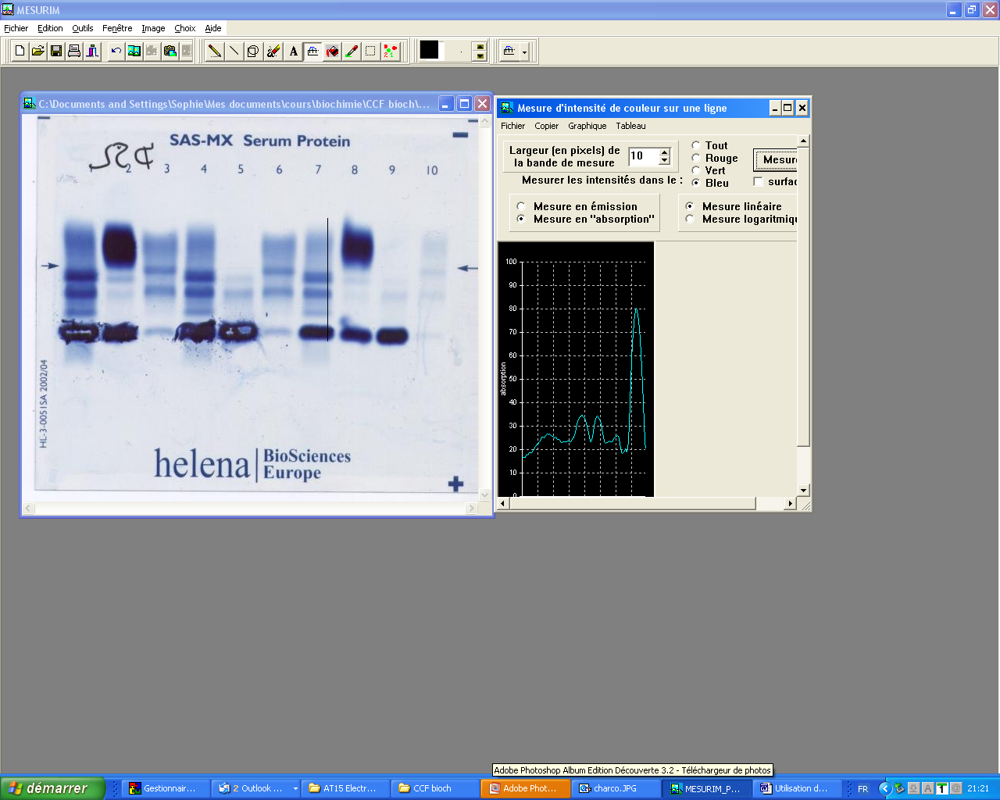 MESURIM
Fichier Edition Outils Fenêtre Image Choix Aide
C:\Documents and Settings\Sophie\Mes documents\cours\biochimie\CCF bioch\...
SAS-MX Serum Protein
2 3 4 5 6 7 8 9 10
HL-3-0051SA 2002/04
helena
BioSciences
Europe
Mesure d'intensité de couleur sur une ligne
Fichier Copier Graphique Tableau
Largeur (en pixels) de
la bande de mesure
10
Mesurer les intensités dans le :
Tout
Rouge
Vert
Bleu
Mesure en émission
Mesure en "absorption"
Mesure linéaire
Mesure logaritmiqu
Mesure
surfac
100
90
80
70
60
50
40
30
20
10
0
absorption
Adobe Photoshop Album Edition Découverte 3.2 - Téléchargeur de photos
démarrer
Gestionnair...
2 Outlook ...
AT15 Electr...
CCF bioch
Adobe Phot...
charco.JPG
MESURIM_P...
Utilisation d...
FR
21:21